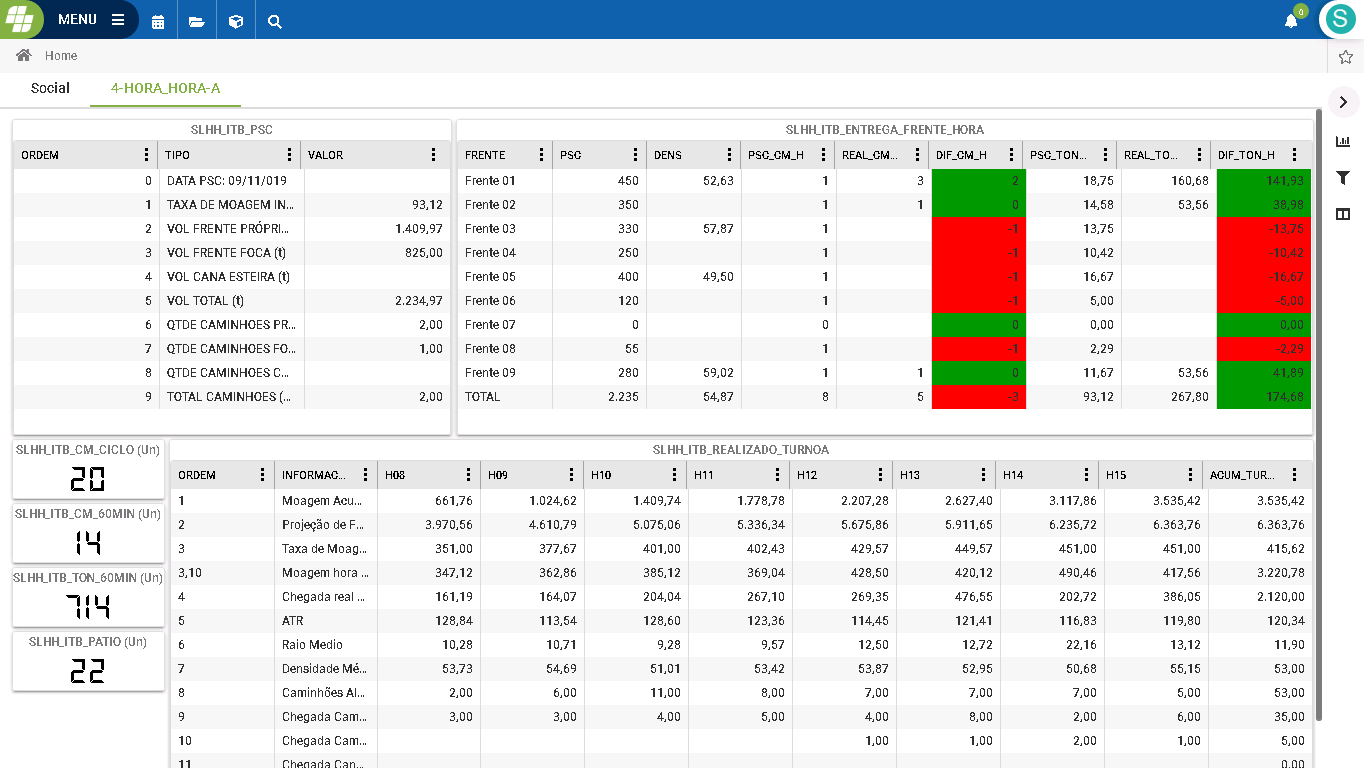 MENU
0
S
Home
Social 4-HORA_HORA-A
SLHH_ITB_PSC
ORDEM TIPO VALOR
0 DATA PSC: 09/11/019
1 TAXA DE MOAGEM IN... 93,12
2 VOL FRENTE PRÓPRI... 1.409,97
3 VOL FRENTE FOCA (t) 825,00
4 VOL CANA ESTEIRA (t)
5 VOL TOTAL (t) 2.234,97
6 QTDE CAMINHOES PR... 2,00
7 QTDE CAMINHOES FO... 1,00
8 QTDE CAMINHOES C...
9 TOTAL CAMINHOES (... 2,00
SLHH_ITB_ENTREGA_FRENTE_HORA
FRENTE PSC DENS PSC_CM_H REAL_CM... DIF_CM_H PSC_TON... REAL_TO... DIF_TON_H
Frente 01 450 52,63 1 3 2 18,75 160,68 141,93
Frente 02 350 1 1 0 14,58 53,56 38,98
Frente 03 330 57,87 1 -1 13,75 -13,75
Frente 04 250 1 -1 10,42 -10,42
Frente 05 400 49,50 1 -1 16,67 -16,67
Frente 06 120 1 -1 5,00 -5,00
Frente 07 0 0 0 0,00 0,00
Frente 08 55 1 -1 2,29 -2,29
Frente 09 280 59,02 1 1 0 11,67 53,56 41,89
TOTAL 2.235 54,87 8 5 -3 93,12 267,80 174,68
SLHH_ITB_CM_CICLO (Un)
20
SLHH_ITB_CM_60MIN (Un)
14
SLHH_ITB_TON_60MIN (Un)
714
SLHH_ITB_PATIO (Un)
22
SLHH_ITB_REALIZADO_TURNOA
ORDEM INFORMAC... H08 H09 H10 H11 H12 H13 H14 H15 ACUM_TUR...
1 Moagem Acu... 661,76 1.024,62 1.409,74 1.778,78 2.207,28 2.627,40 3.117,86 3.535,42 3.535,42
2 Projeção de F... 3.970,56 4.610,79 5.075,06 5.336,34 5.675,86 5.911,65 6.235,72 6.363,76 6.363,76
3 Taxa de Moag... 351,00 377,67 401,00 402,43 429,57 449,57 451,00 451,00 415,62
3,10 Moagem hora ... 347,12 362,86 385,12 369,04 428,50 420,12 490,46 417,56 3.220,78
4 Chegada real ... 161,19 164,07 204,04 267,10 269,35 476,55 202,72 386,05 2.120,00
5 ATR 128,84 113,54 128,60 123,36 114,45 121,41 116,83 119,80 120,34
6 Raio Medio 10,28 10,71 9,28 9,57 12,50 12,72 22,16 13,12 11,90
7 Densidade Mé... 53,73 54,69 51,01 53,42 53,87 52,95 50,68 55,15 53,00
8 Caminhões Al... 2,00 6,00 11,00 8,00 7,00 7,00 7,00 5,00 53,00
9 Chegada Cam... 3,00 3,00 4,00 5,00 4,00 8,00 2,00 6,00 35,00
10 Chegada Cam... 1,00 1,00 2,00 1,00 5,00
11 Chegada Can... 0,00